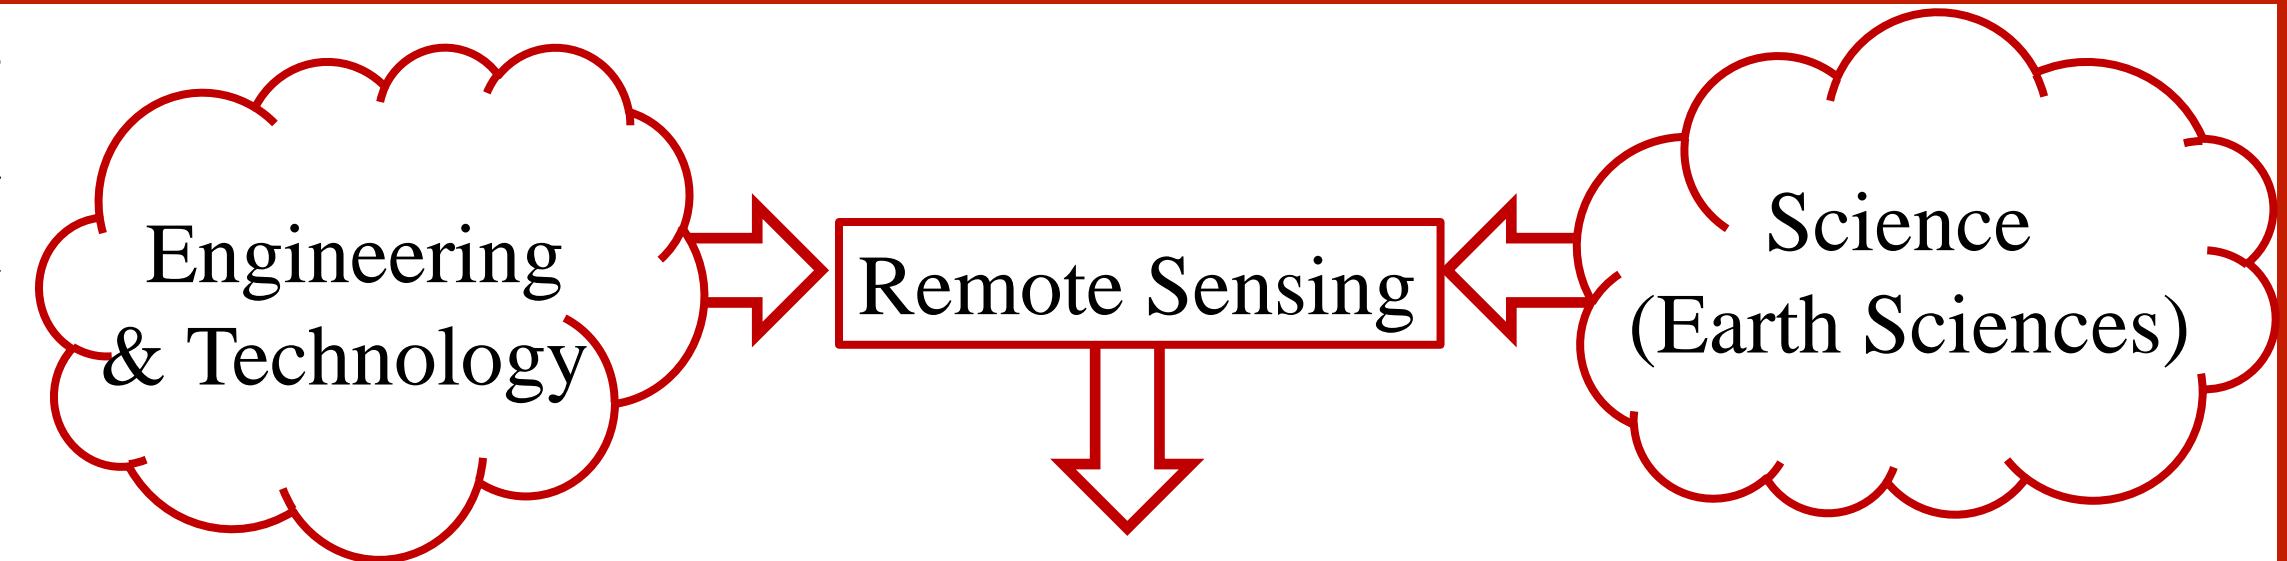 Engineering
& Technology
Remote Sensing
Science
(Earth Sciences)